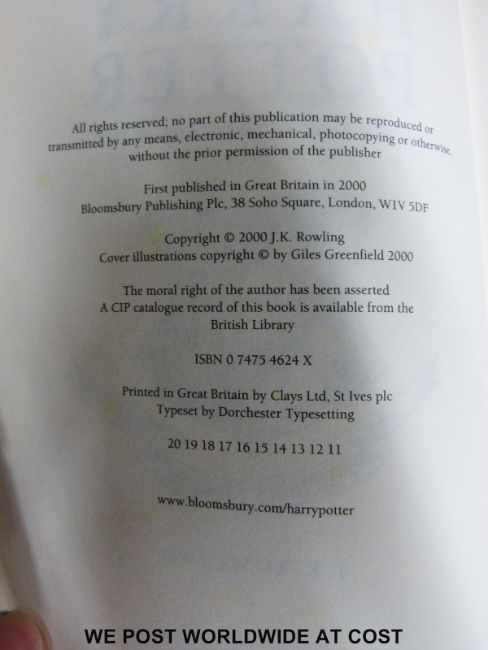 HARRY
POTTER
All rights reserved; no part of this publication may be reproduced or
transmitted by any means, electronic, mechanical, photocopying or otherwise,
without the prior permission of the publisher
First published in Great Britain in 2000
Bloomsbury Publishing Plc, 38 Soho Square, London, W1V 5DF
Copyright © 2000 J.K. Rowling
Cover illustrations copyright © by Giles Greenfield 2000
The moral right of the author has been asserted
A CIP catalogue record of this book is available from the
British Library
ISBN 0 7475 4624 X
Printed in Great Britain by Clays Ltd, St Ives plc
Typeset by Dorchester Typesetting
20 19 18 17 16 15 14 13 12 11
www.bloomsbury.com/harrypotter
J.K. ROWLING
WE POST WORLDWIDE AT COST